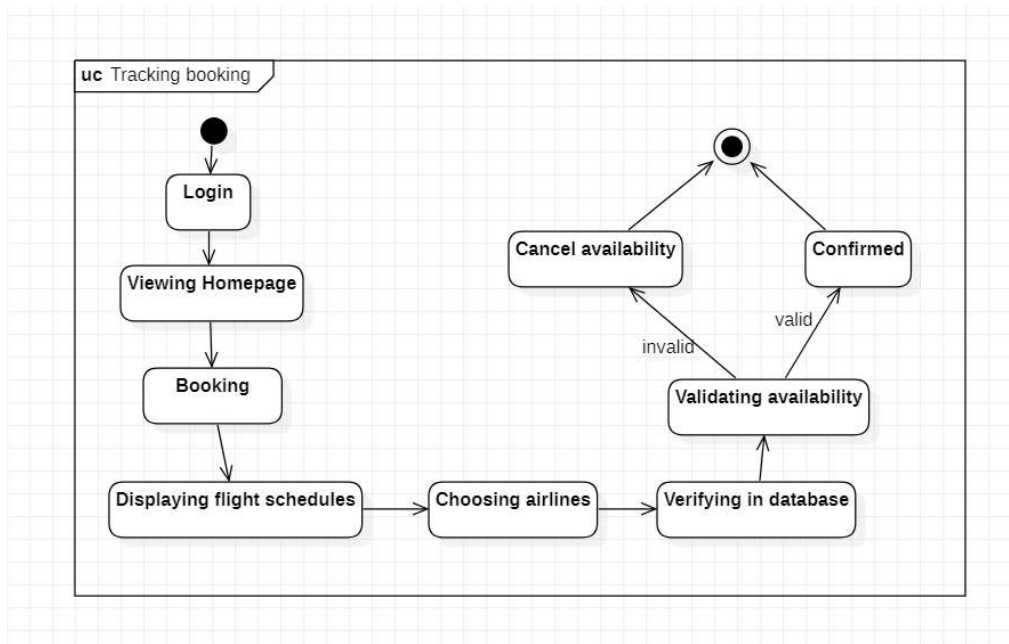 uc Tracking booking
Login
Viewing Homepage
Booking
Displaying flight schedules
Choosing airlines
Verifying in database
Validating availability
invalid
valid
Cancel availability
Confirmed